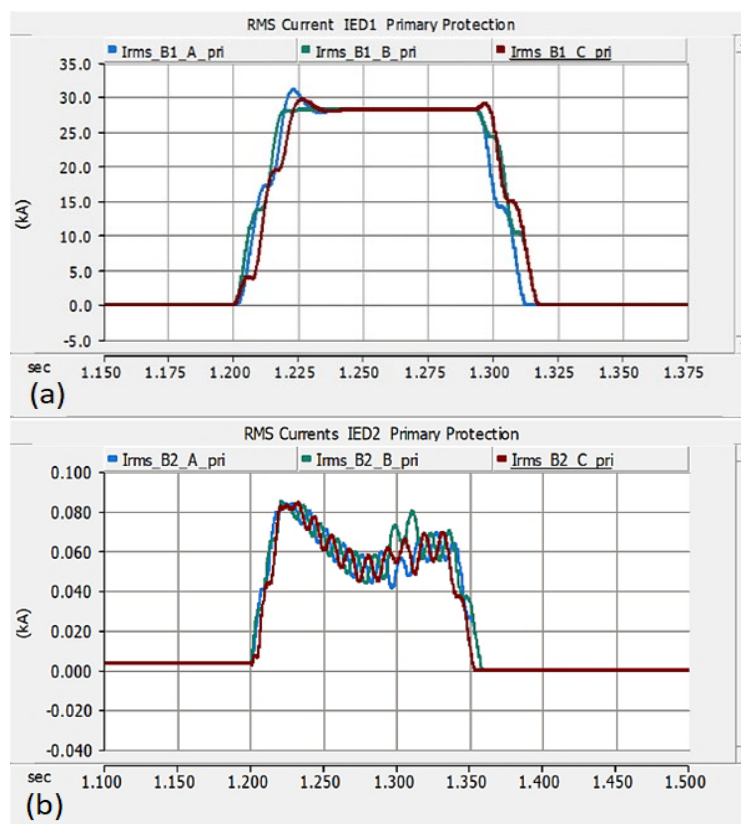 RMS Current IED1 Primary Protection
Irms_B1_A_pri Irms_B1_B_pri Irms_B1_C_pri
35.0
30.0
25.0
20.0
15.0
10.0
5.0
0.0
-5.0
(kA)
sec 1.150 1.175 1.200 1.225 1.250 1.275 1.300 1.325 1.350 1.375
(a)
RMS Currents IED2 Primary Protection
Irms_B2_A_pri Irms_B2_B_pri Irms_B2_C_pri
0.100
0.080
0.060
0.040
0.020
0.000
-0.020
-0.040
(kA)
sec 1.100 1.150 1.200 1.250 1.300 1.350 1.400 1.450 1.500
(b)